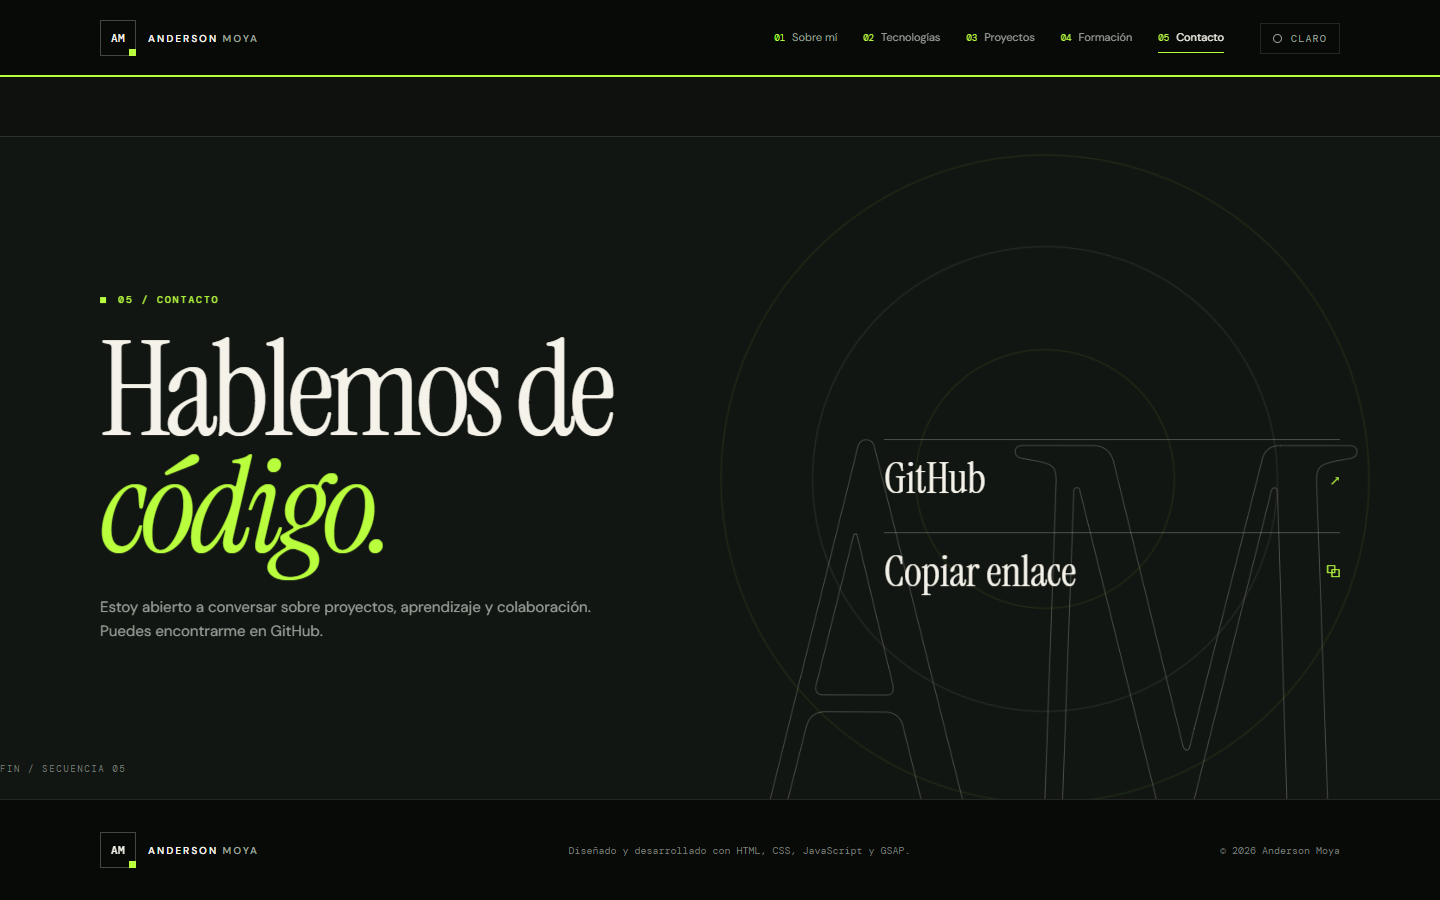 AM ANDERSON MOYA
01 Sobre mí 02 Tecnologías 03 Proyectos 04 Formación 05 Contacto CLARO
05 / CONTACTO
Hablemos de
código.
Estoy abierto a conversar sobre proyectos, aprendizaje y colaboración.
Puedes encontrarme en GitHub.
AM
GitHub ↗
Copiar enlace
FIN / SECUENCIA 05
AM ANDERSON MOYA
Diseñado y desarrollado con HTML, CSS, JavaScript y GSAP.
© 2026 Anderson Moya